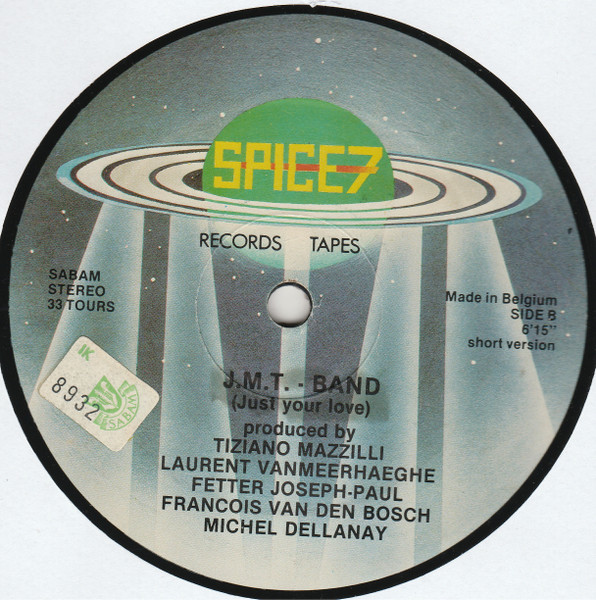 SPICE7
RECORDS TAPES
SABAM
STEREO
33 TOURS
Made in Belgium
SIDE B
6'15"
short version
IK
8932
SABAM
J.M.T. - BAND
(Just your love)
produced by
TIZIANO MAZZILLI
LAURENT VANMEERHAEGHE
FETTER JOSEPH-PAUL
FRANCOIS VAN DEN BOSCH
MICHEL DELLANAY